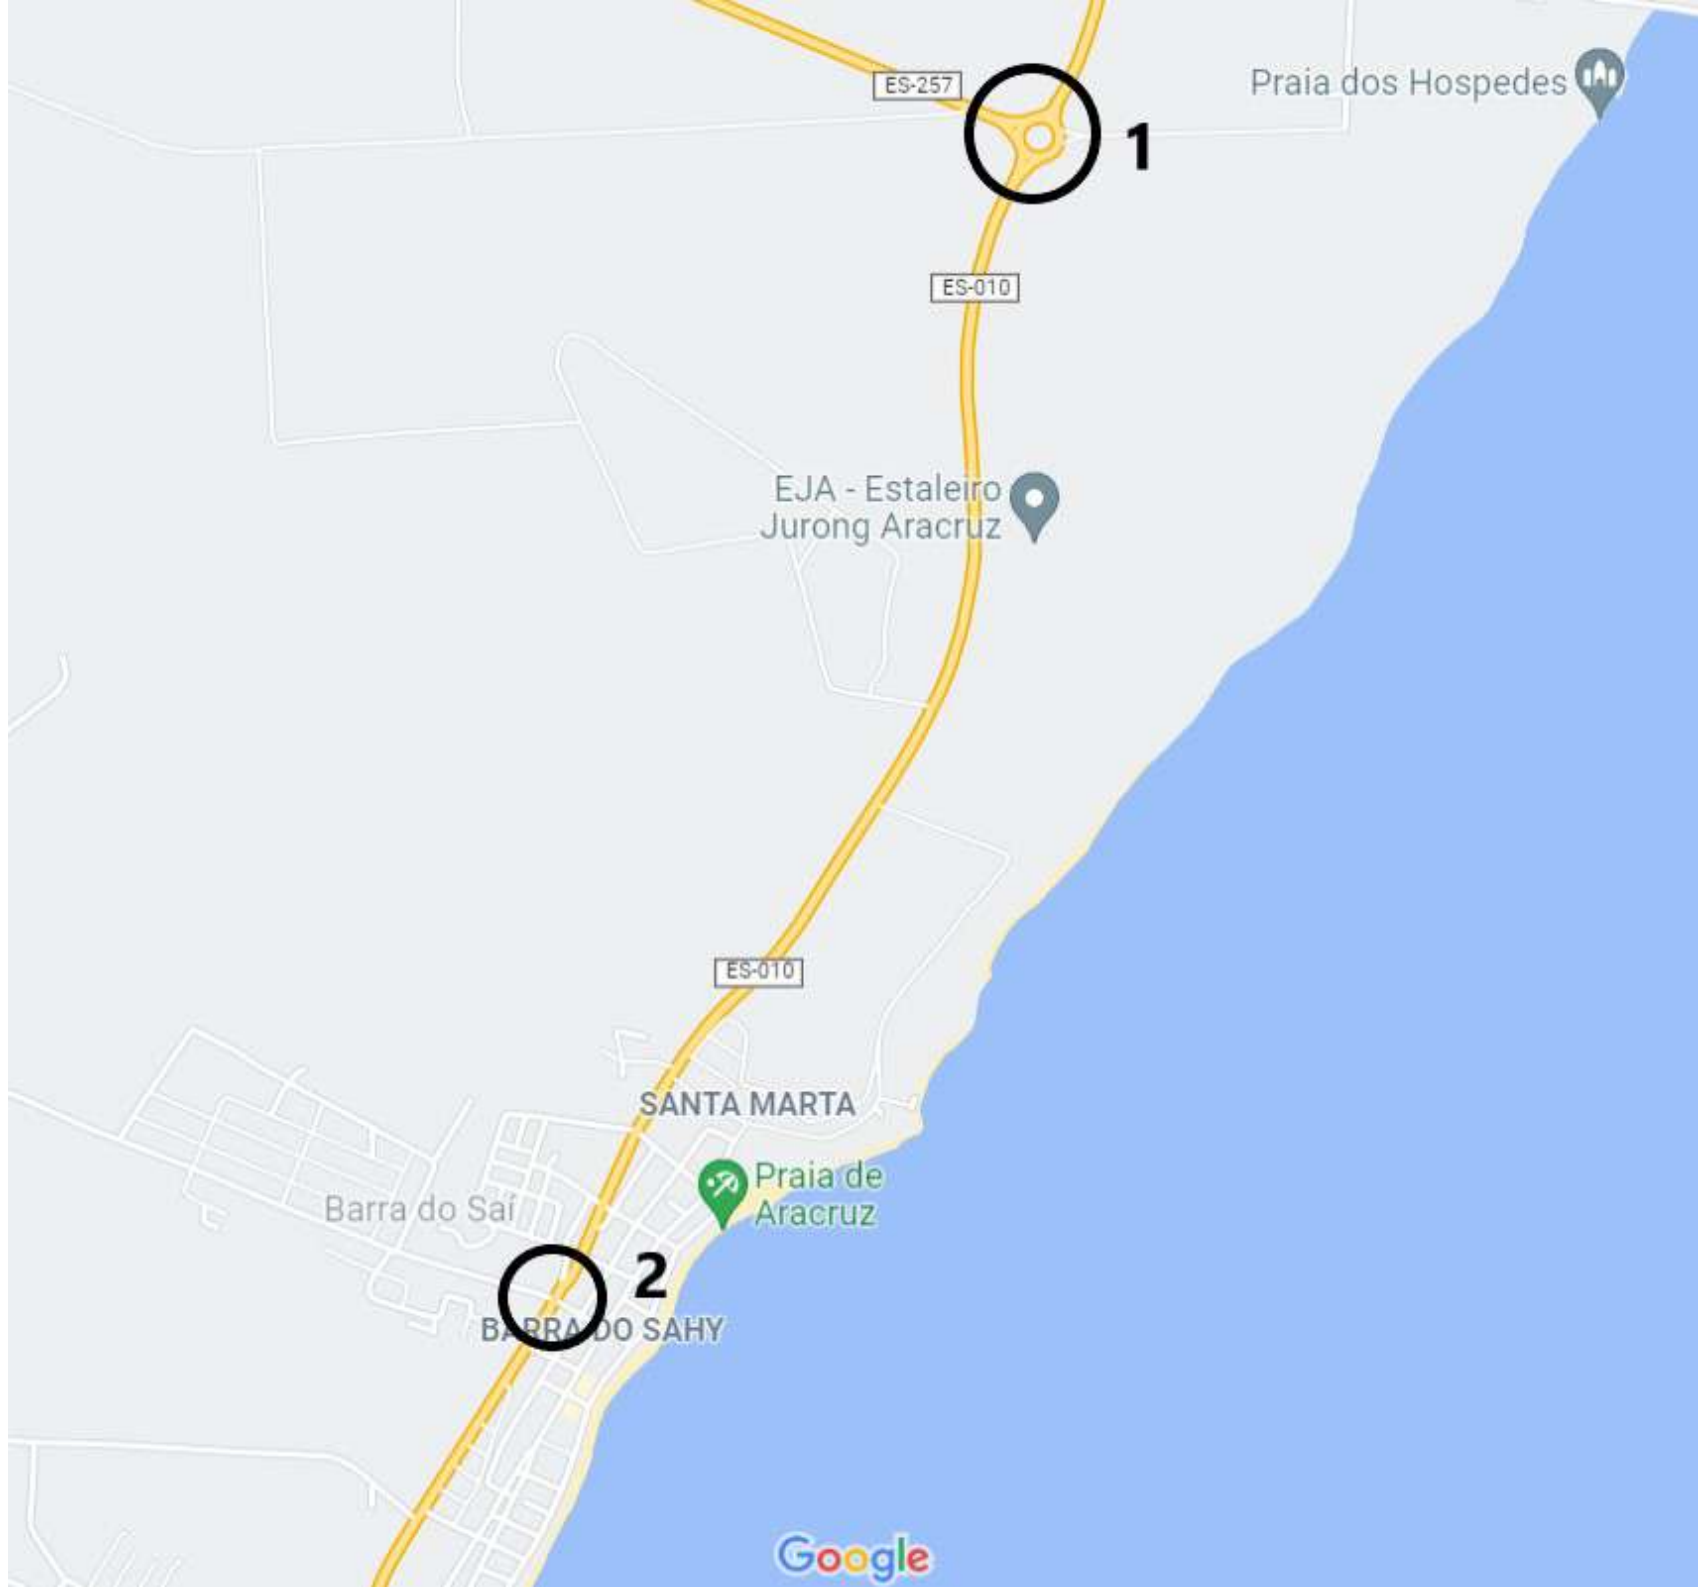 ES-257
Praia dos Hospedes
1
ES-010
EJA - Estaleiro
Jurong Aracruz
ES-010
SANTA MARTA
Praia de
Aracruz
Barra do Saí
2
BARRA DO SAHY
Google